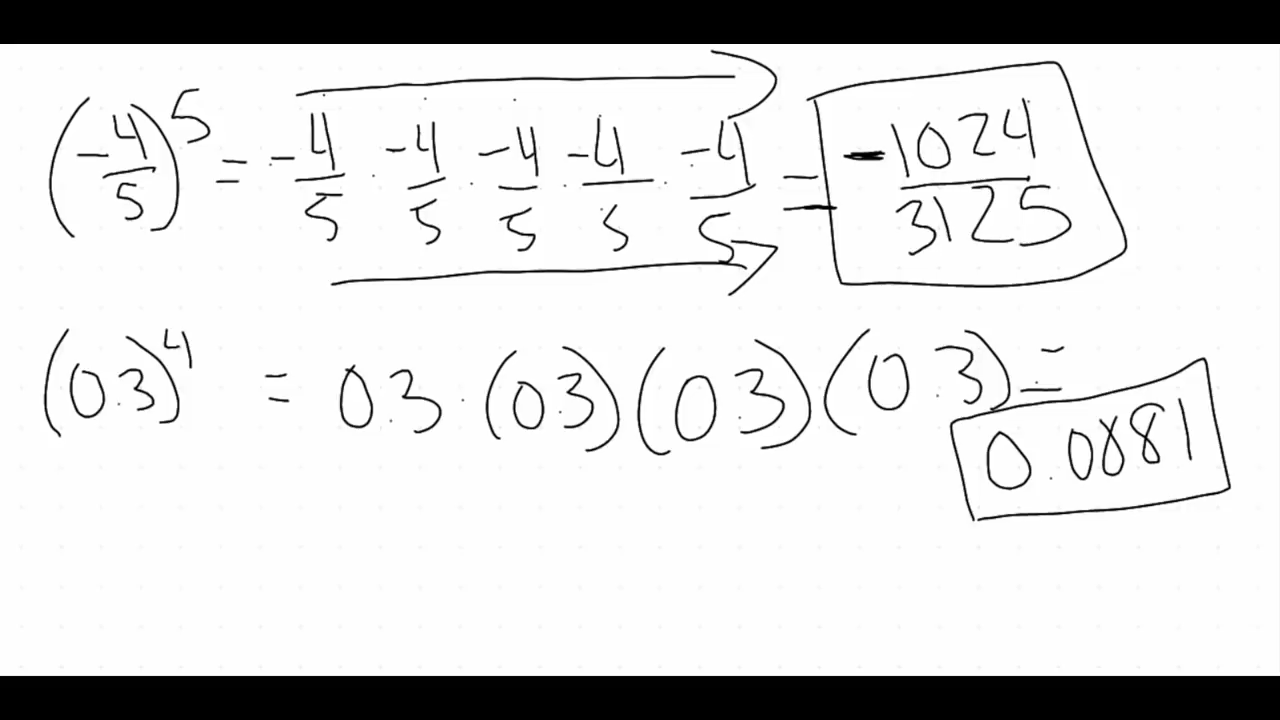 (-4/5)^5 = -4/5 · -4/5 · -4/5 · -4/5 · -4/5 = -1024/3125
(0.3)^4 = 0.3 · (0.3)(0.3)(0.3) =
0.0881